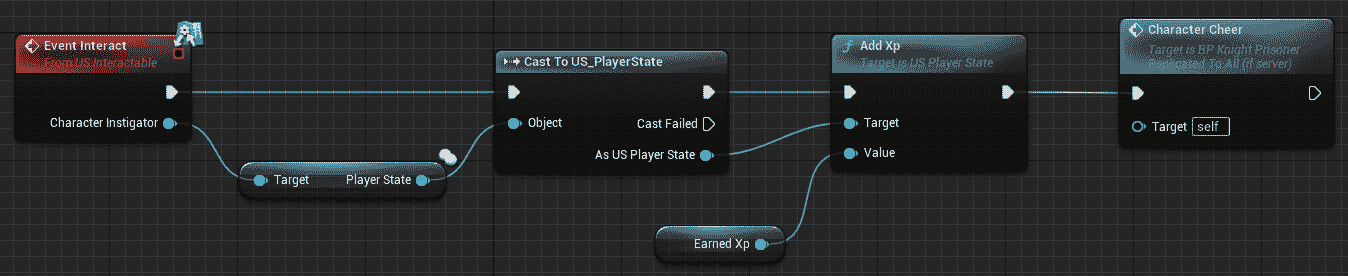 Event Interact
From US Interactable
Character Instigator
Target
Player State
Cast To US_PlayerState
Object
Cast Failed
As US Player State
Add Xp
Target is US Player State
Target
Value
Earned Xp
Character Cheer
Target is BP Knight Prisoner
Replicated To All (if server)
Target self